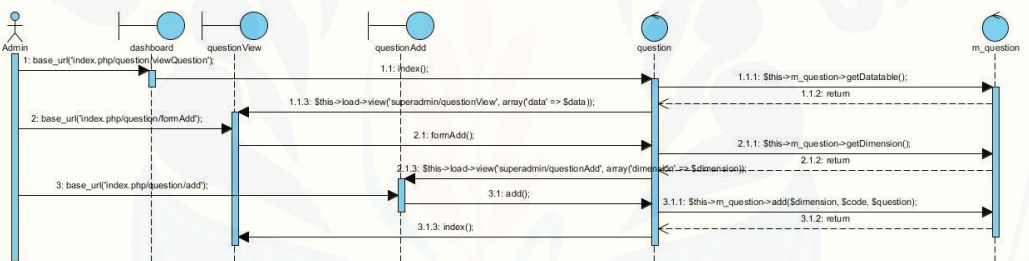 Admin
dashboard
questionView
questionAdd
question
m_question
1: base_url('index.php/question/viewQuestion');
1.1: index();
1.1.1: $this->m_question->getDatatable();
1.1.2: return
1.1.3: $this->load->view('superadmin/questionView', array('data' => $data));
2: base_url('index.php/question/formAdd');
2.1: formAdd();
2.1.1: $this->m_question->getDimension();
2.1.2: return
2.1.3: $this->load->view('superadmin/questionAdd', array('dimension' => $dimension));
3: base_url('index.php/question/add');
3.1: add();
3.1.1: $this->m_question->add($dimension, $code, $question);
3.1.2: return
3.1.3: index();